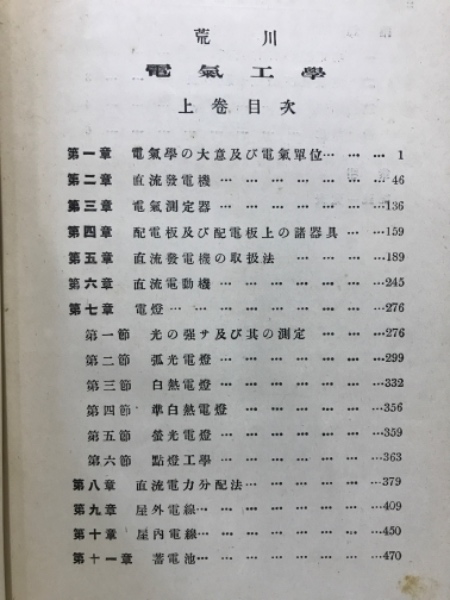 荒川
電氣工學
上卷目次
第一章 電氣學の大意及び電氣單位… … … 1
第二章 直流發電機 … … … … … … … 46
第三章 電氣測定器 … … … … … … …136
第四章 配電板及び配電板上の諸器具 … …159
第五章 直流發電機の取扱法 … … … … …189
第六章 直流電動機 … … … … … … …245
第七章 電燈 … … … … … … … … …276
第一節 光の强サ及び其の測定 … … …276
第二節 弧光電燈 … … … … … … …299
第三節 白熱電燈 … … … … … … …332
第四節 準白熱電燈 … … … … … …356
第五節 螢光電燈 … … … … … … …359
第六節 點燈工學 … … … … … … …363
第八章 直流電力分配法… … … … … …379
第九章 屋外電線… … … … … … … …409
第十章 屋內電線… … … … … … … …450
第十一章 蓄電池… … … … … … … …470